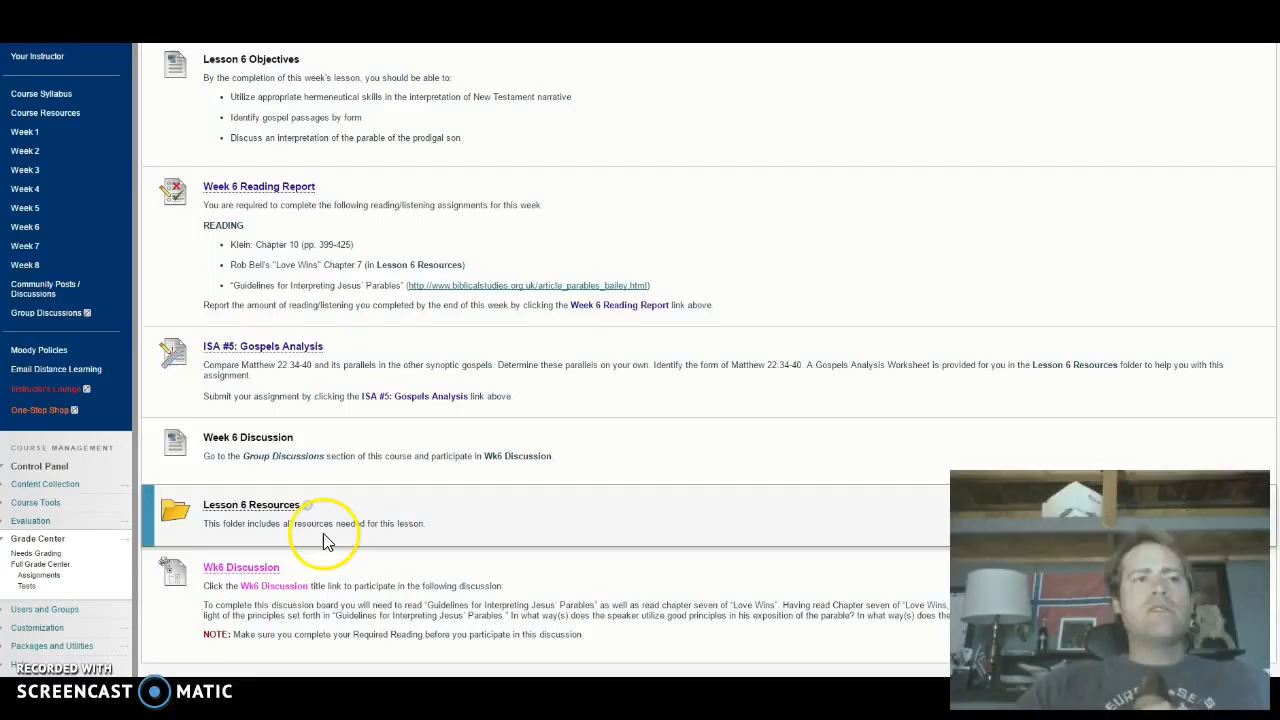 Your Instructor
Course Syllabus
Course Resources
Week 1
Week 2
Week 3
Week 4
Week 5
Week 6
Week 7
Week 8
Community Posts /
Discussions
Group Discussions
Moody Policies
Email Distance Learning
Instructor's Lounge
One-Stop Shop
COURSE MANAGEMENT
Control Panel
Content Collection
Course Tools
Evaluation
Grade Center
Needs Grading
Full Grade Center
Assignments
Tests
Users and Groups
Customization
Packages and Utilities
RECORDED WITH
SCREENCAST MATIC
Lesson 6 Objectives
By the completion of this week's lesson, you should be able to:
• Utilize appropriate hermeneutical skills in the interpretation of New Testament narrative
• Identify gospel passages by form
• Discuss an interpretation of the parable of the prodigal son
Week 6 Reading Report
You are required to complete the following reading/listening assignments for this week:
READING
• Klein: Chapter 10 (pp. 399-425)
• Rob Bell's "Love Wins" Chapter 7 (in Lesson 6 Resources)
• "Guidelines for Interpreting Jesus' Parables" (http://www.biblicalstudies.org.uk/article_parables_bailey.html)
Report the amount of reading/listening you completed by the end of this week by clicking the Week 6 Reading Report link above.
ISA #5: Gospels Analysis
Compare Matthew 22:34-40 and its parallels in the other synoptic gospels. Determine these parallels on your own. Identify the form of Matthew 22:34-40. A Gospels Analysis Worksheet is provided for you in the Lesson 6 Resources folder to help you with this
assignment.
Submit your assignment by clicking the ISA #5: Gospels Analysis link above.
Week 6 Discussion
Go to the Group Discussions section of this course and participate in Wk6 Discussion.
Lesson 6 Resources
This folder includes all resources needed for this lesson.
Wk6 Discussion
Click the Wk6 Discussion title link to participate in the following discussion:
To complete this discussion board you will need to read "Guidelines for Interpreting Jesus' Parables" as well as read chapter seven of "Love Wins". Having read Chapter seven of "Love Wins,
light of the principles set forth in "Guidelines for Interpreting Jesus' Parables." In what way(s) does the speaker utilize good principles in his exposition of the parable? In what way(s) does the
NOTE: Make sure you complete your Required Reading before you participate in this discussion.